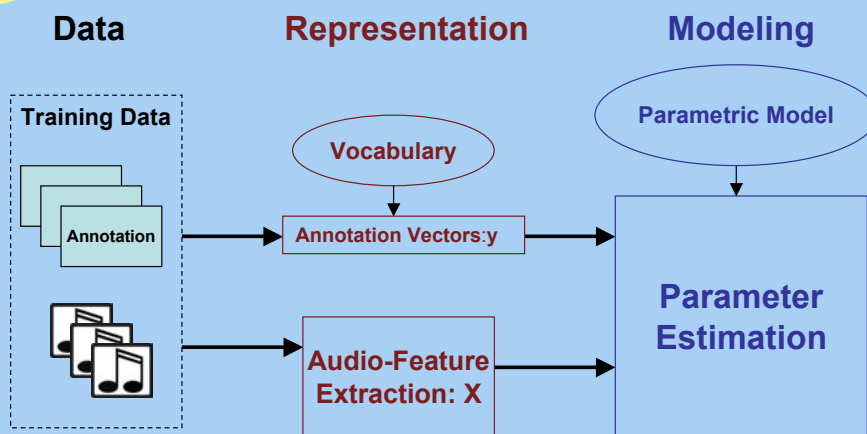 Data
Representation
Modeling
Training Data
Parametric Model
Vocabulary
Annotation
Annotation Vectors:y
Parameter
Estimation
Audio-Feature
Extraction: X